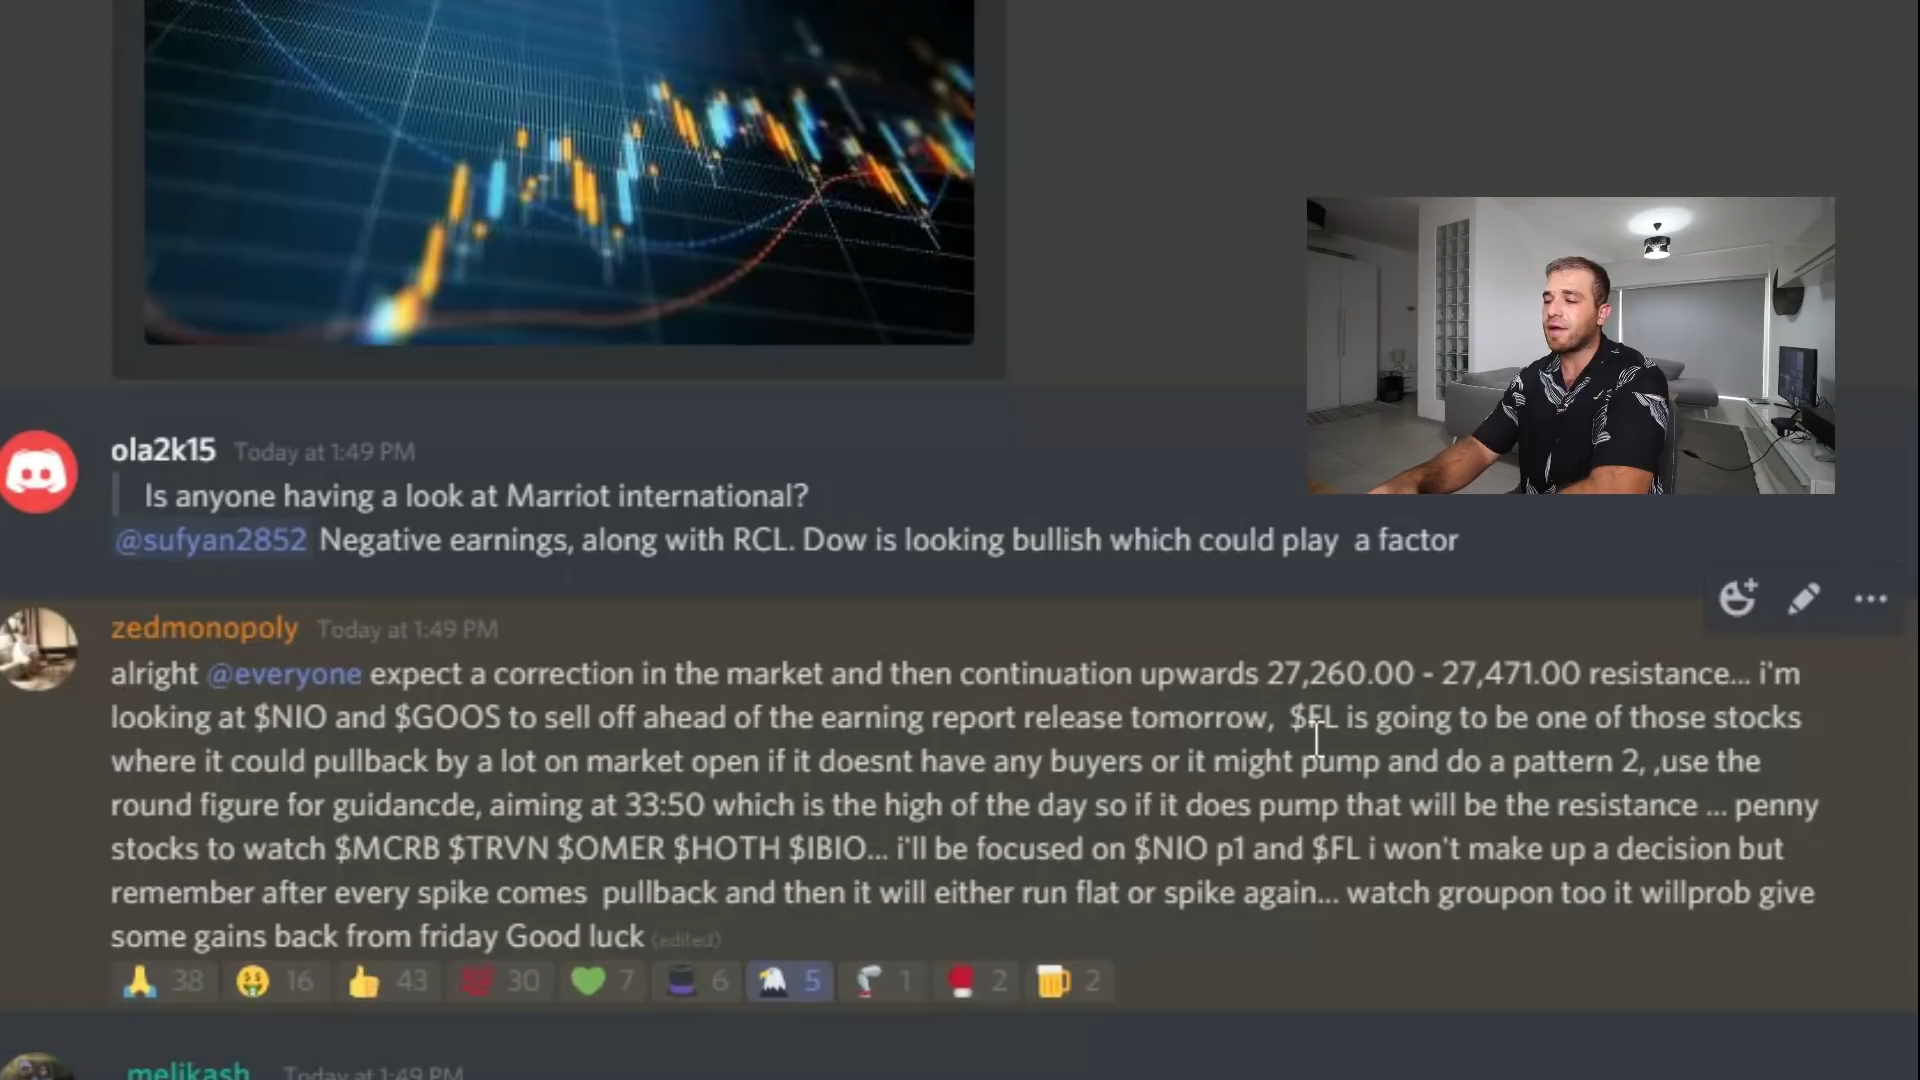 ola2k15 Today at 1:49 PM
Is anyone having a look at Marriot international?
@sufyan2852 Negative earnings, along with RCL. Dow is looking bullish which could play a factor
zedmonopoly Today at 1:49 PM
alright @everyone expect a correction in the market and then continuation upwards 27,260.00 - 27,471.00 resistance... i'm
looking at $NIO and $GOOS to sell off ahead of the earning report release tomorrow, $FL is going to be one of those stocks
where it could pullback by a lot on market open if it doesnt have any buyers or it might pump and do a pattern 2, ,use the
round figure for guidancde, aiming at 33:50 which is the high of the day so if it does pump that will be the resistance ... penny
stocks to watch $MCRB $TRVN $OMER $HOTH $IBIO... i'll be focused on $NIO p1 and $FL i won't make up a decision but
remember after every spike comes pullback and then it will either run flat or spike again... watch groupon too it willprob give
some gains back from friday Good luck (edited)
38 16 43 30 7 6 5 1 2 2
melikash Today at 1:49 PM